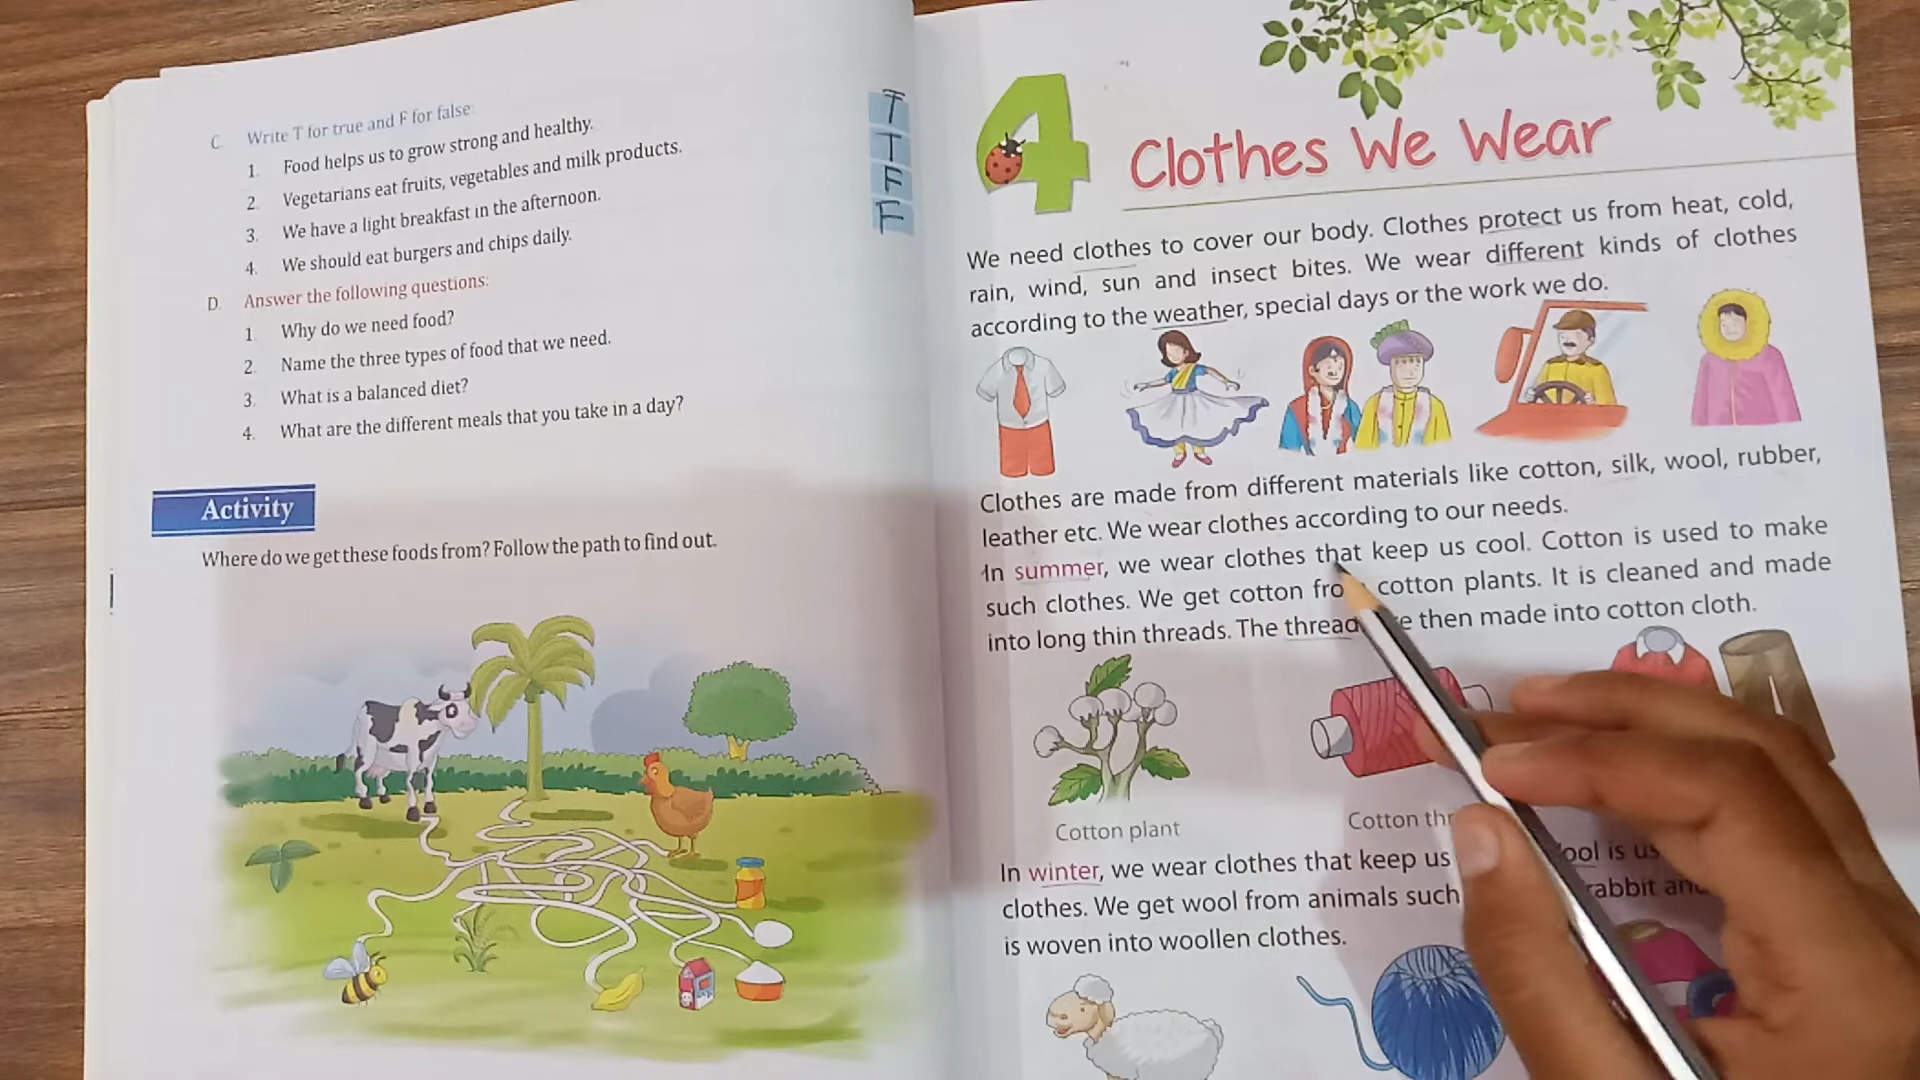 C. Write T for true and F for false:
1. Food helps us to grow strong and healthy. T
2. Vegetarians eat fruits, vegetables and milk products. T
3. We have a light breakfast in the afternoon. F
4. We should eat burgers and chips daily. F
D. Answer the following questions:
1. Why do we need food?
2. Name the three types of food that we need.
3. What is a balanced diet?
4. What are the different meals that you take in a day?
Activity
Where do we get these foods from? Follow the path to find out.
4 Clothes We Wear
We need clothes to cover our body. Clothes protect us from heat, cold,
rain, wind, sun and insect bites. We wear different kinds of clothes
according to the weather, special days or the work we do.
Clothes are made from different materials like cotton, silk, wool, rubber,
leather etc. We wear clothes according to our needs.
In summer, we wear clothes that keep us cool. Cotton is used to make
such clothes. We get cotton cotton plants. It is cleaned and made
into long thin threads. The then made into cotton cloth.
Cotton plant
Cotton
In winter, we wear clothes that keep us is
clothes. We get wool from animals such rabbit
is woven into woollen clothes.